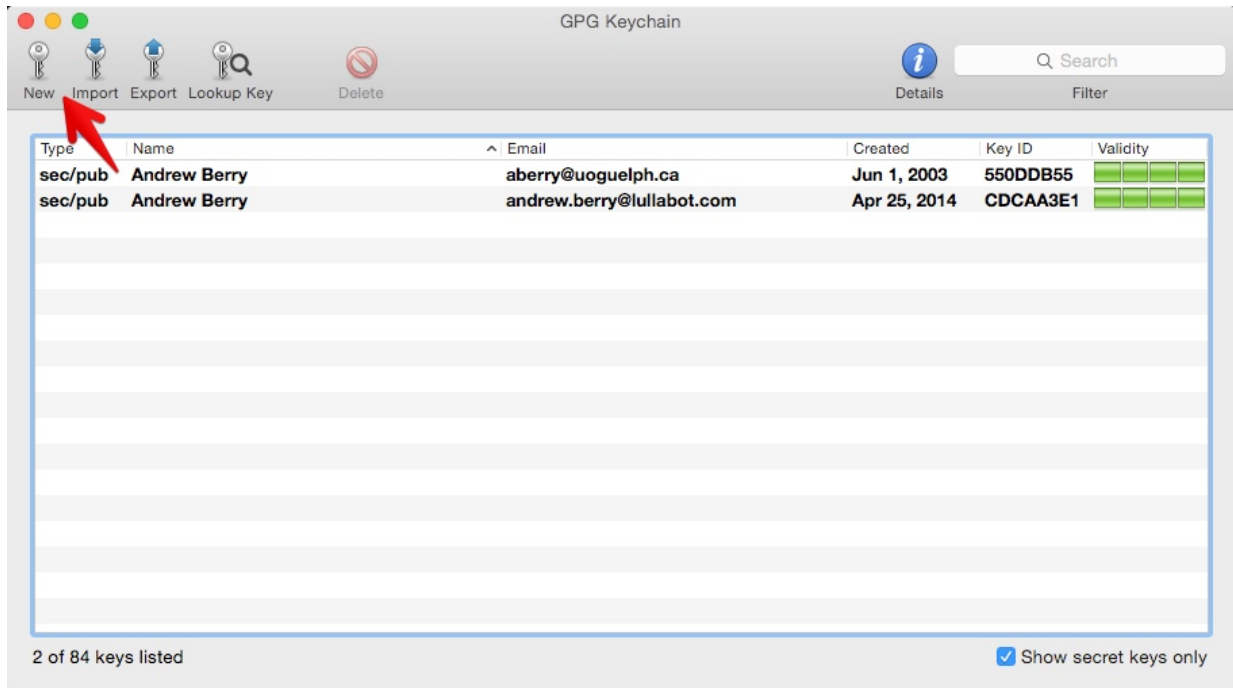 GPG Keychain
New Import Export Lookup Key Delete Details Search
Filter
Type Name Email Created Key ID Validity
sec/pub Andrew Berry aberry@uoguelph.ca Jun 1, 2003 550DDB55
sec/pub Andrew Berry andrew.berry@lullabot.com Apr 25, 2014 CDCAA3E1
2 of 84 keys listed Show secret keys only